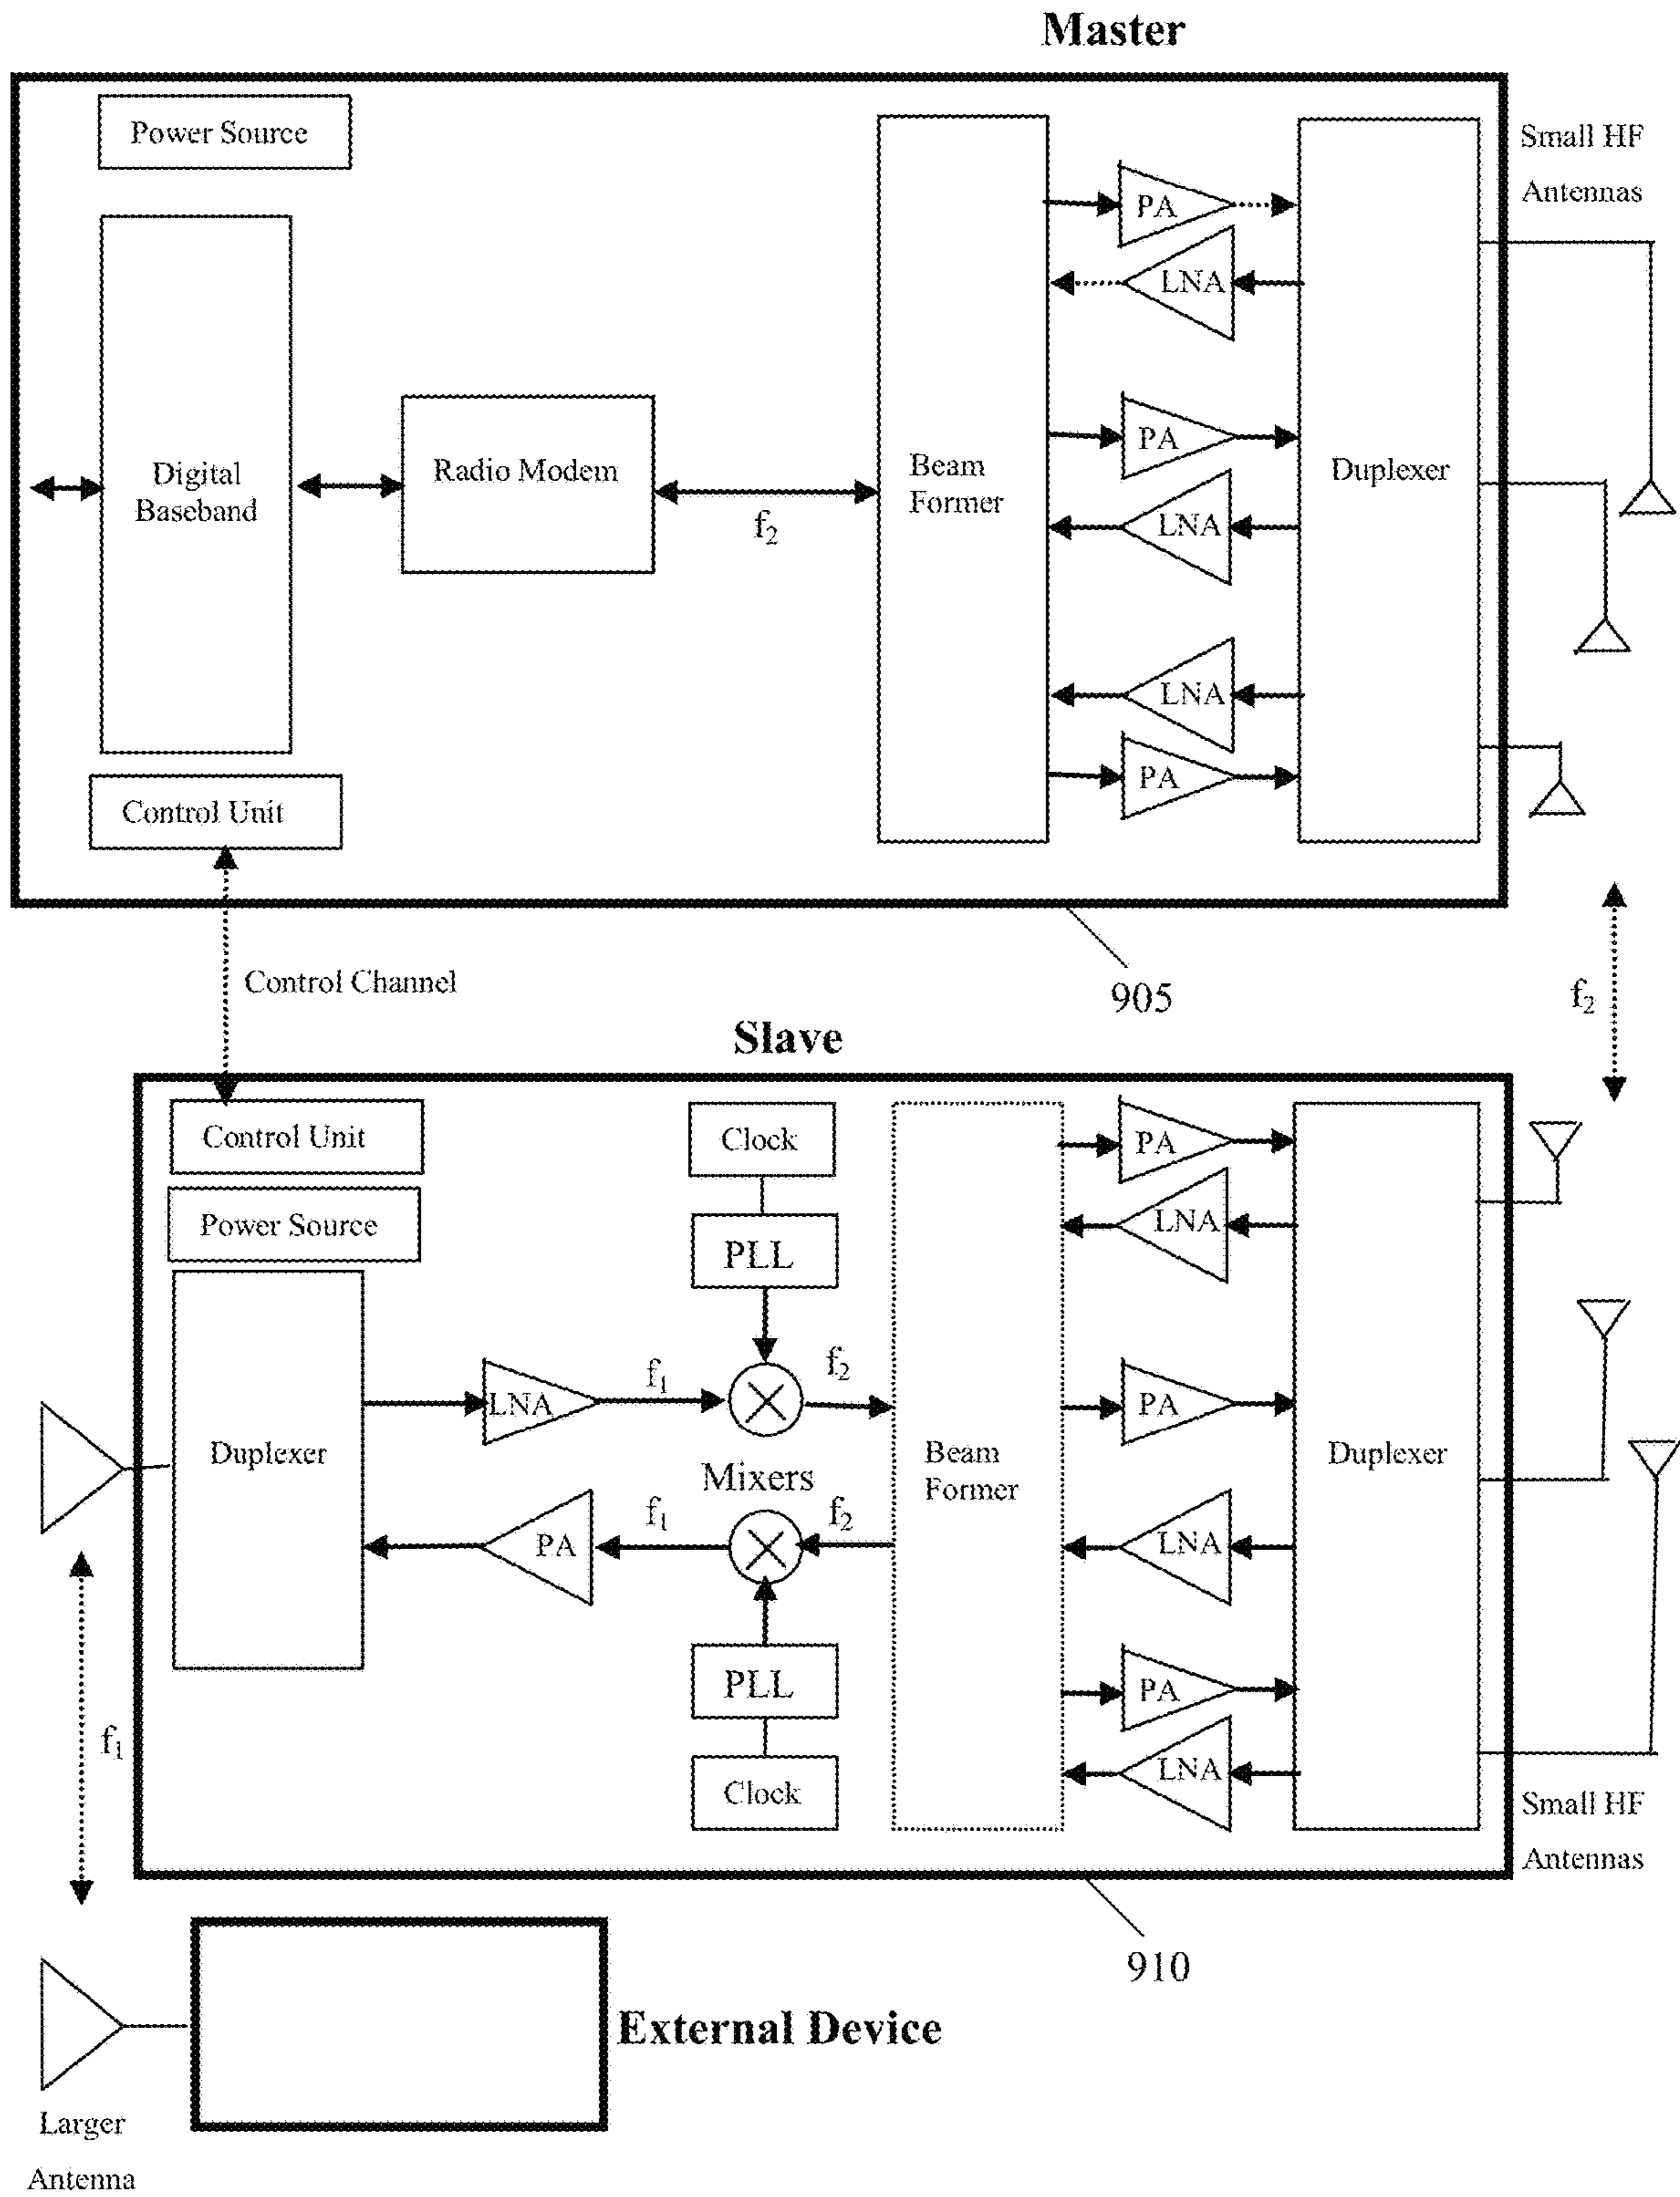 Master
Power Source
Small HF
Antennas
PA
LNA
PA
Digital
Baseband
Radio Modem
f₂
Beam
Former
Duplexer
LNA
LNA
PA
Control Unit
Control Channel
905
f₂
Slave
Control Unit
Power Source
Clock
PLL
PA
LNA
LNA
f₁
f₂
PA
Duplexer
Mixers
Beam
Former
Duplexer
PA
f₁
f₂
LNA
PLL
PA
Clock
LNA
f₁
Small HF
Antennas
910
External Device
Larger
Antenna